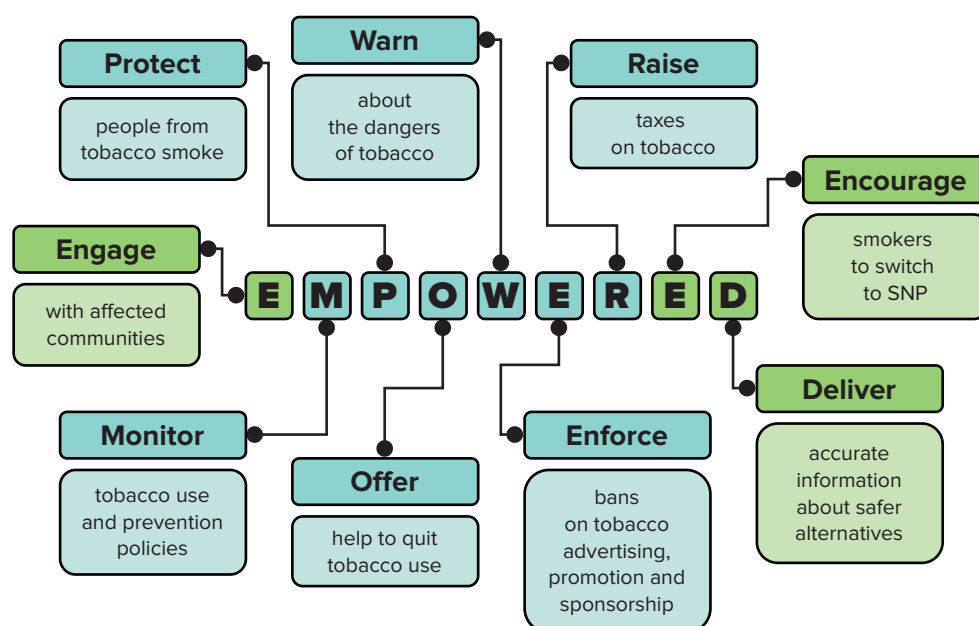 Protect
people from
tobacco smoke
Warn
about
the dangers
of tobacco
Raise
taxes
on tobacco
Encourage
smokers
to switch
to SNP
Engage
with affected
communities
E M P O W E R E D
Monitor
tobacco use
and prevention
policies
Offer
help to quit
tobacco use
Enforce
bans
on tobacco
advertising,
promotion and
sponsorship
Deliver
accurate
information
about safer
alternatives